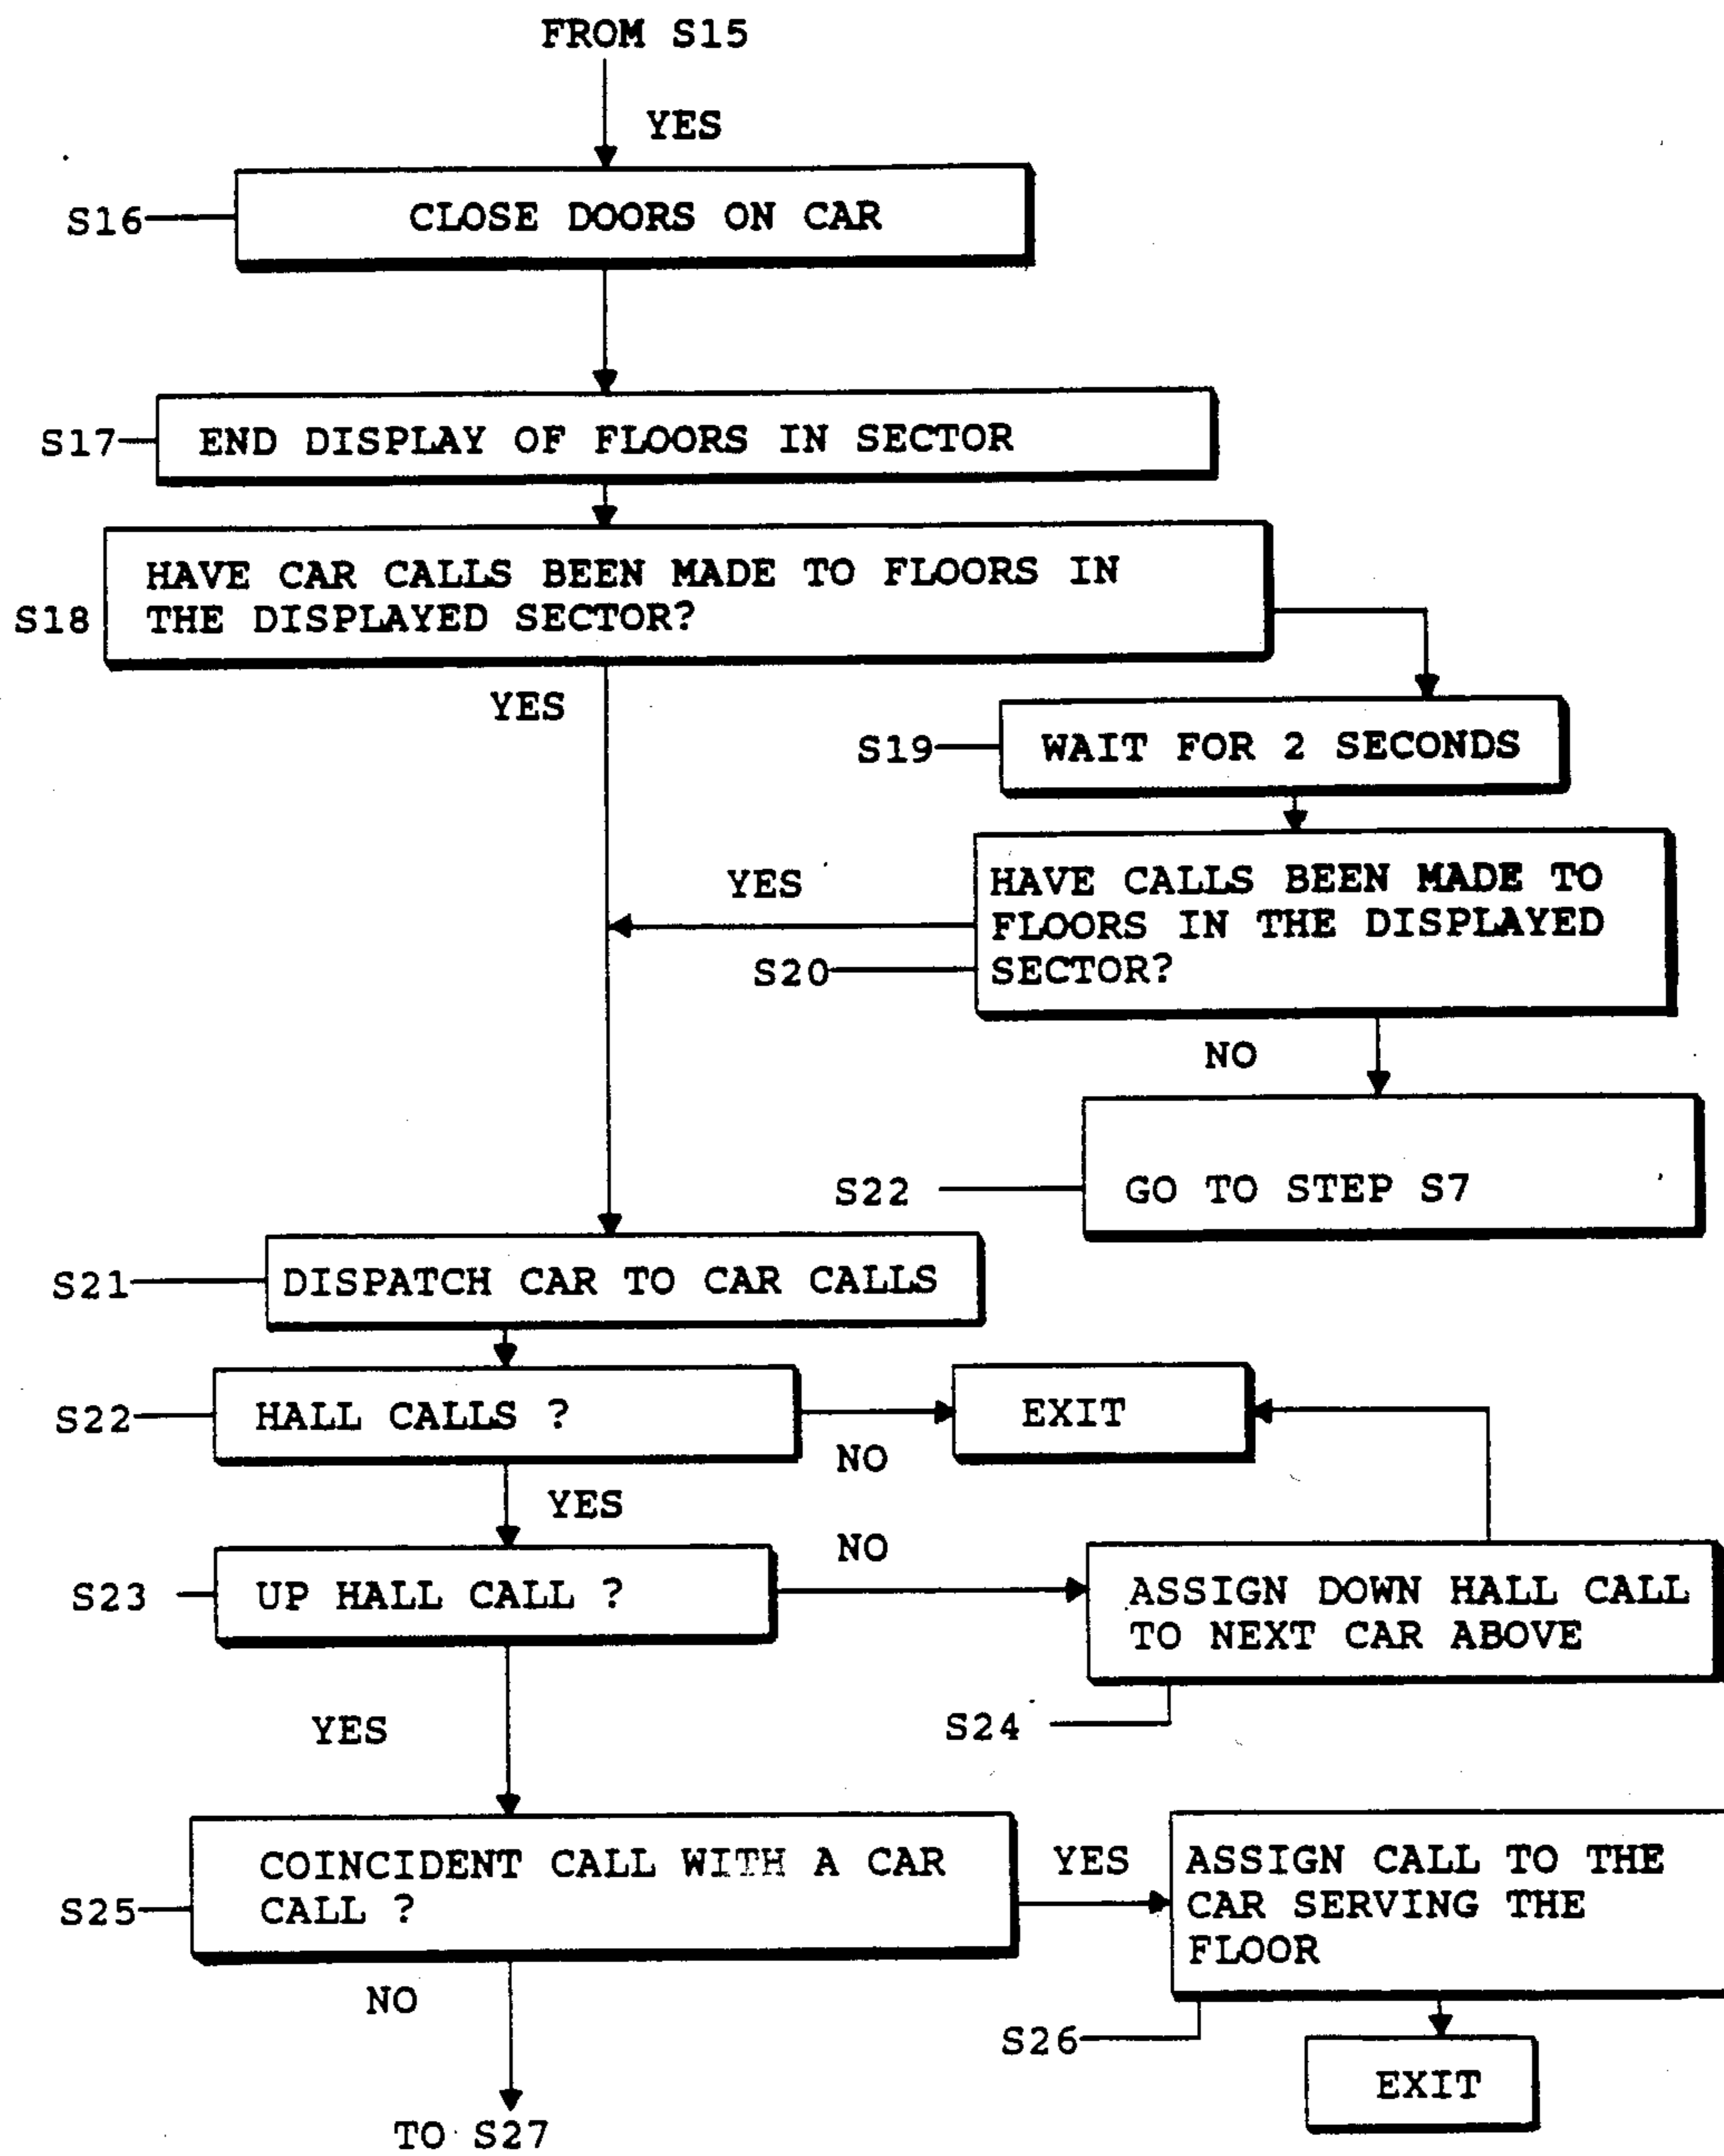 FROM S15
YES
S16
CLOSE DOORS ON CAR
S17
END DISPLAY OF FLOORS IN SECTOR
S18
HAVE CAR CALLS BEEN MADE TO FLOORS IN
THE DISPLAYED SECTOR?
YES
S19
WAIT FOR 2 SECONDS
YES
HAVE CALLS BEEN MADE TO
FLOORS IN THE DISPLAYED
SECTOR?
S20
NO
S22
GO TO STEP S7
S21
DISPATCH CAR TO CAR CALLS
S22
HALL CALLS ?
NO
EXIT
YES
S23
UP HALL CALL ?
NO
ASSIGN DOWN HALL CALL
TO NEXT CAR ABOVE
S24
YES
S25
COINCIDENT CALL WITH A CAR
CALL ?
YES
ASSIGN CALL TO THE
CAR SERVING THE
FLOOR
S26
NO
EXIT
TO S27